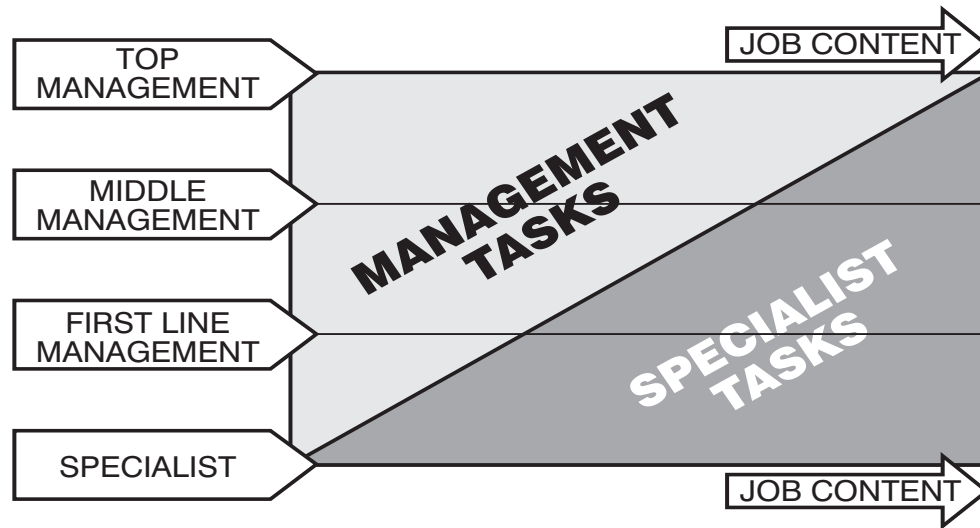 JOB CONTENT
TOP
MANAGEMENT
MANAGEMENT
TASKS
MIDDLE
MANAGEMENT
SPECIALIST
TASKS
FIRST LINE
MANAGEMENT
SPECIALIST
JOB CONTENT